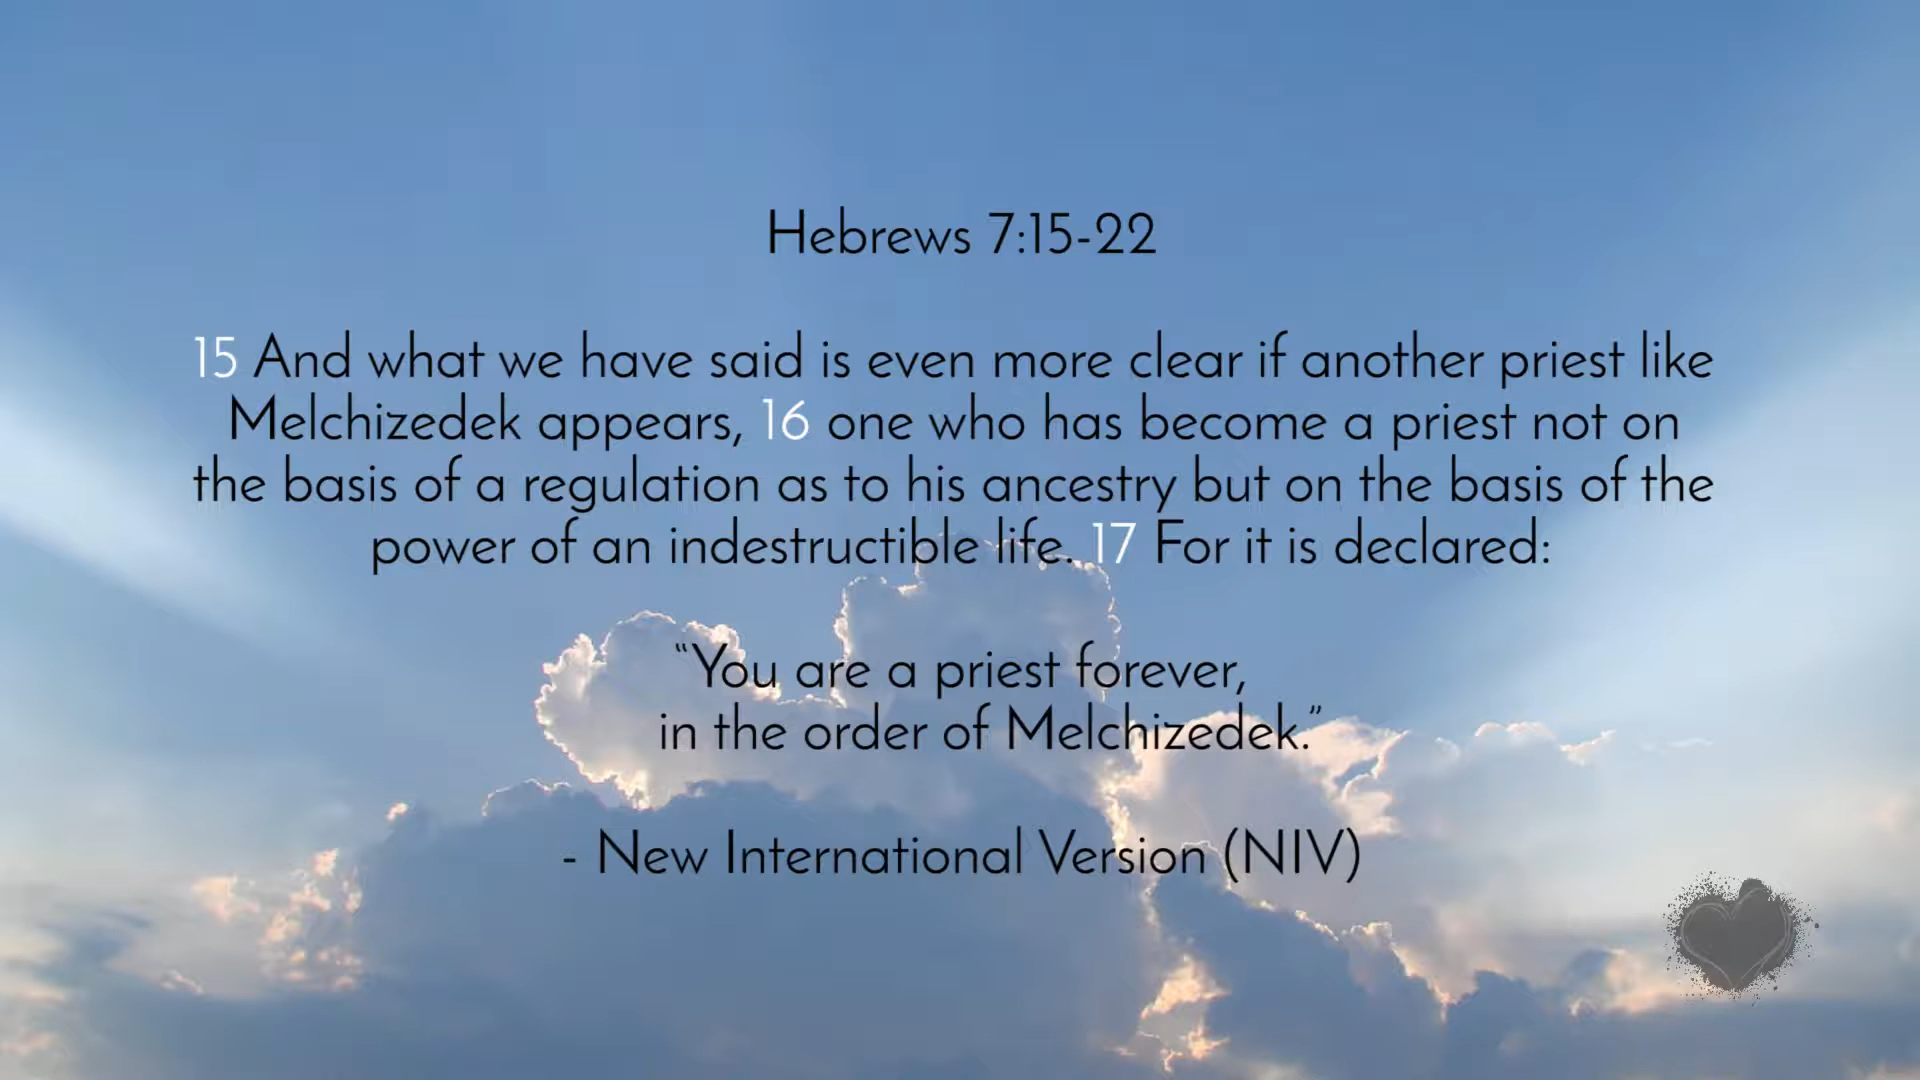 Hebrews 7:15-22
15 And what we have said is even more clear if another priest like
Melchizedek appears, 16 one who has become a priest not on
the basis of a regulation as to his ancestry but on the basis of the
power of an indestructible life. 17 For it is declared:
“You are a priest forever,
in the order of Melchizedek.”
- New International Version (NIV)